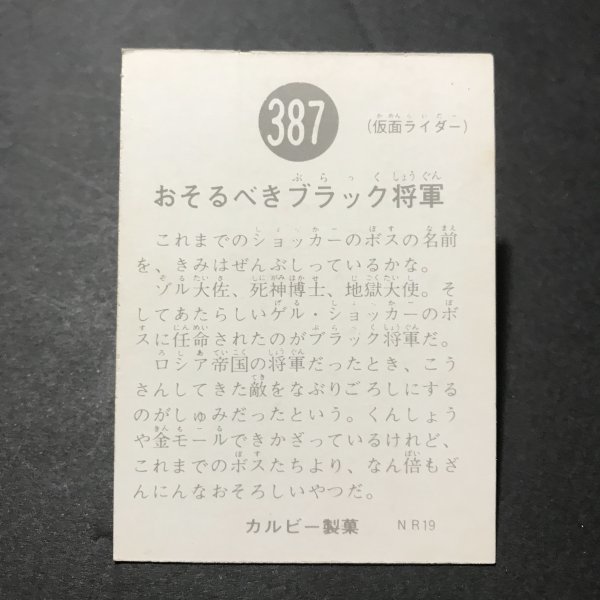 387
(仮面ライダー)
おそるべきブラック将軍
これまでのショッカーのボスの名前
を、きみはぜんぶしっているかな。
ゾル大佐、死神博士、地獄大使。そ
してあたらしいゲル・ショッカーのボ
スに任命されたのがブラック将軍だ。
ロシア帝国の将軍だったとき、こう
さんしてきた敵をなぶりごろしにする
のがしゅみだったという。くんしょう
や金モールできかざっているけれど、
これまでのボスたちより、なん倍もざ
んにんなおそろしいやつだ。
カルビー製菓 NR19